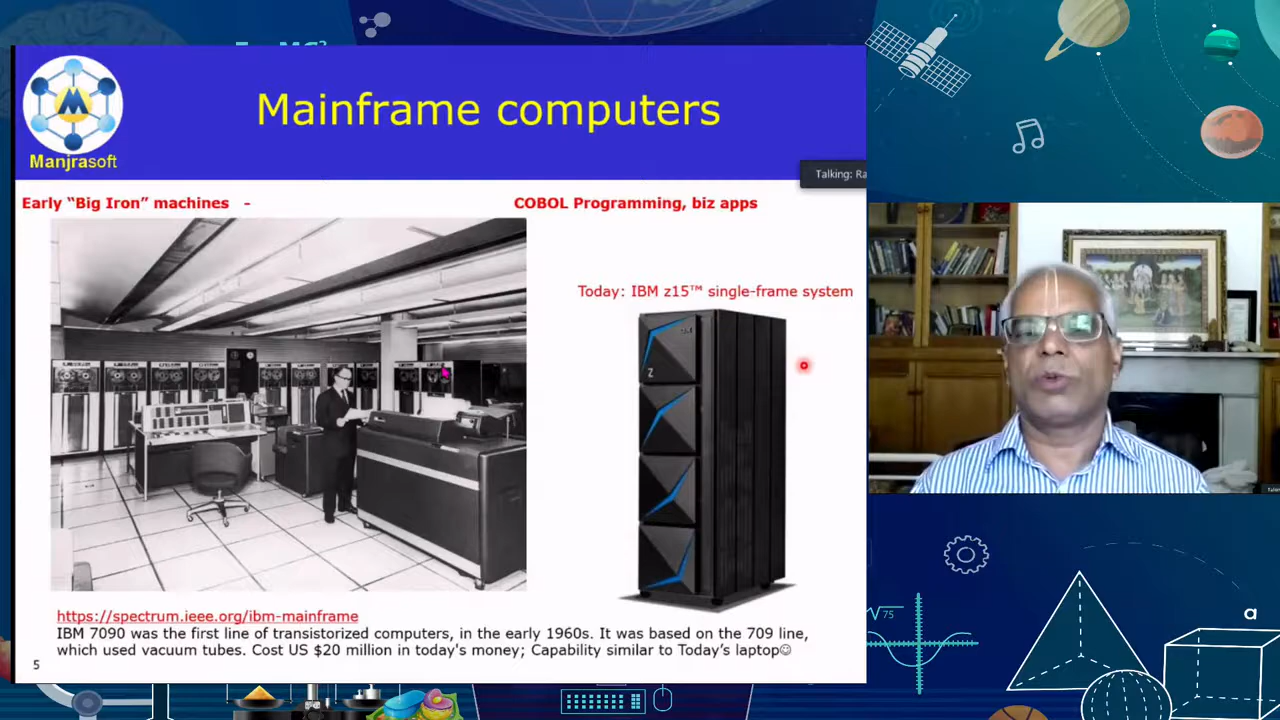 Mainframe computers
Manjrasoft
Talking: Ra
Early “Big Iron” machines -
COBOL Programming, biz apps
Today: IBM z15™ single-frame system
Z
https://spectrum.ieee.org/ibm-mainframe
IBM 7090 was the first line of transistorized computers, in the early 1960s. It was based on the 709 line,
which used vacuum tubes. Cost US $20 million in today's money; Capability similar to Today’s laptop☺
5
√75
a